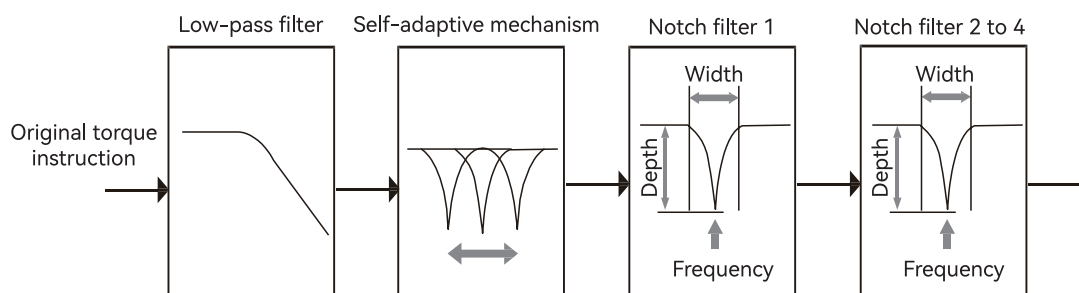 Low-pass filter
Self-adaptive mechanism
Notch filter 1
Notch filter 2 to 4
Original torque
instruction
Width
Depth
Frequency
Width
Depth
Frequency